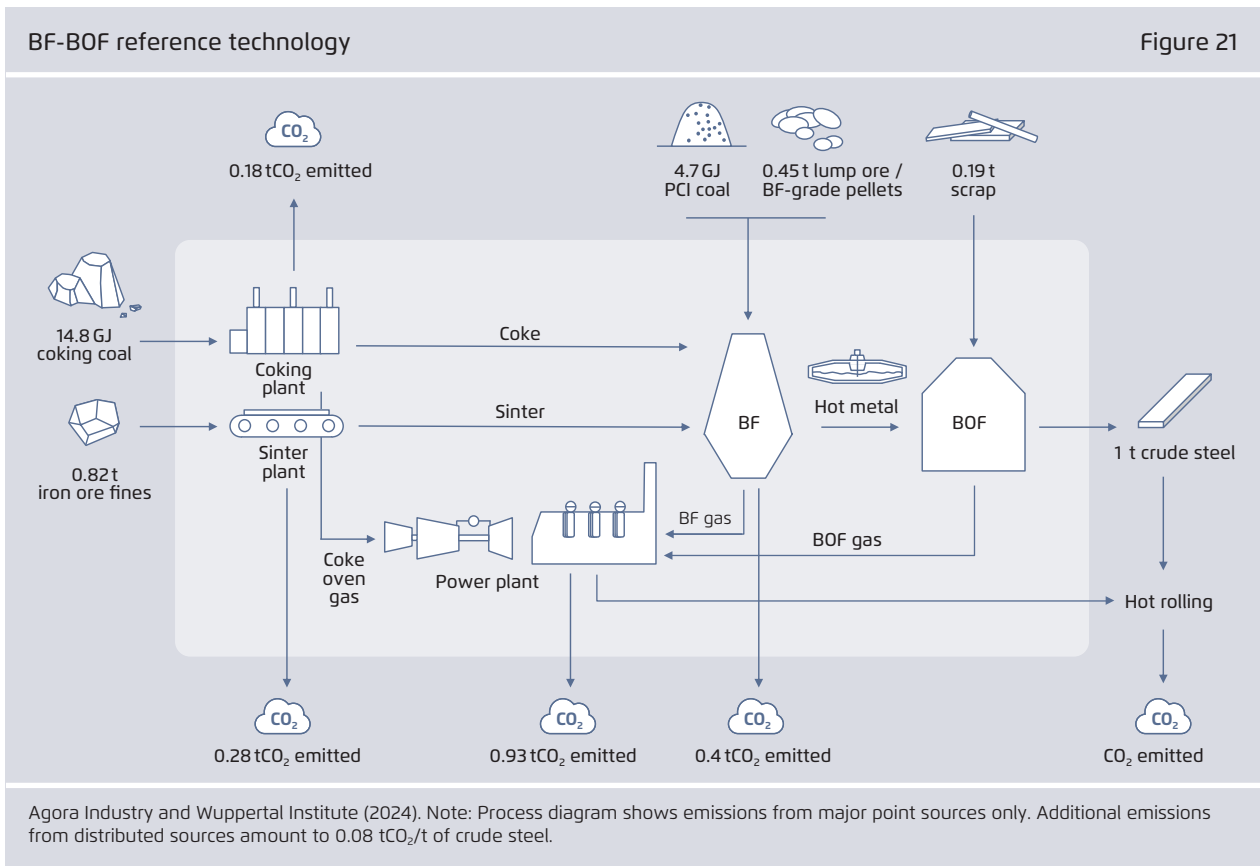 BF-BOF reference technology
Figure 21
CO₂
0.18 tCO₂ emitted
4.7 GJ
PCI coal
0.45 t lump ore /
BF-grade pellets
0.19 t
scrap
14.8 GJ
coking coal
Coking
plant
Coke
0.82 t
iron ore fines
Sinter
plant
Sinter
BF
Hot metal
BOF
1 t crude steel
Coke
oven
gas
Power plant
BF gas
BOF gas
Hot rolling
CO₂
0.28 tCO₂ emitted
CO₂
0.93 tCO₂ emitted
CO₂
0.4 tCO₂ emitted
CO₂
CO₂ emitted
Agora Industry and Wuppertal Institute (2024). Note: Process diagram shows emissions from major point sources only. Additional emissions
from distributed sources amount to 0.08 tCO₂/t of crude steel.